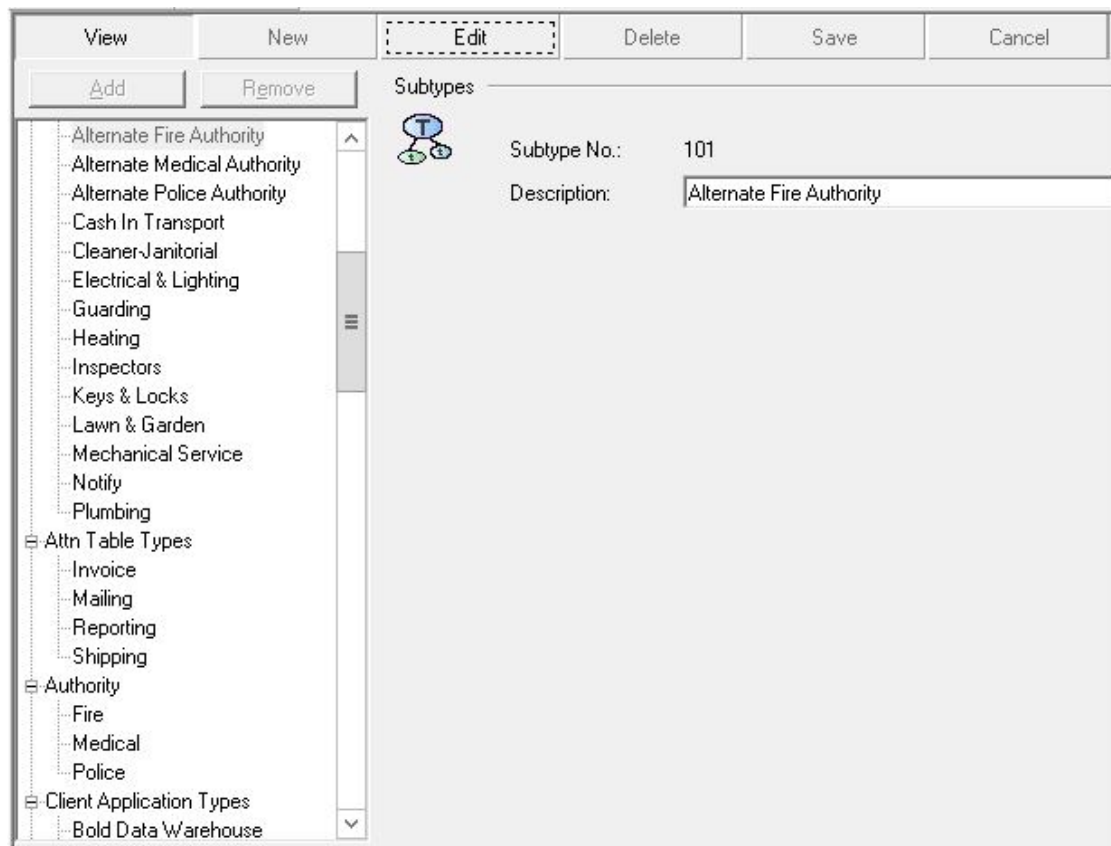 View New Edit Delete Save Cancel
Add Remove
Subtypes
T
t t
Subtype No.: 101
Description: Alternate Fire Authority
Alternate Fire Authority
Alternate Medical Authority
Alternate Police Authority
Cash In Transport
Cleaner-Janitorial
Electrical & Lighting
Guarding
Heating
Inspectors
Keys & Locks
Lawn & Garden
Mechanical Service
Notify
Plumbing
Attn Table Types
Invoice
Mailing
Reporting
Shipping
Authority
Fire
Medical
Police
Client Application Types
Bold Data Warehouse